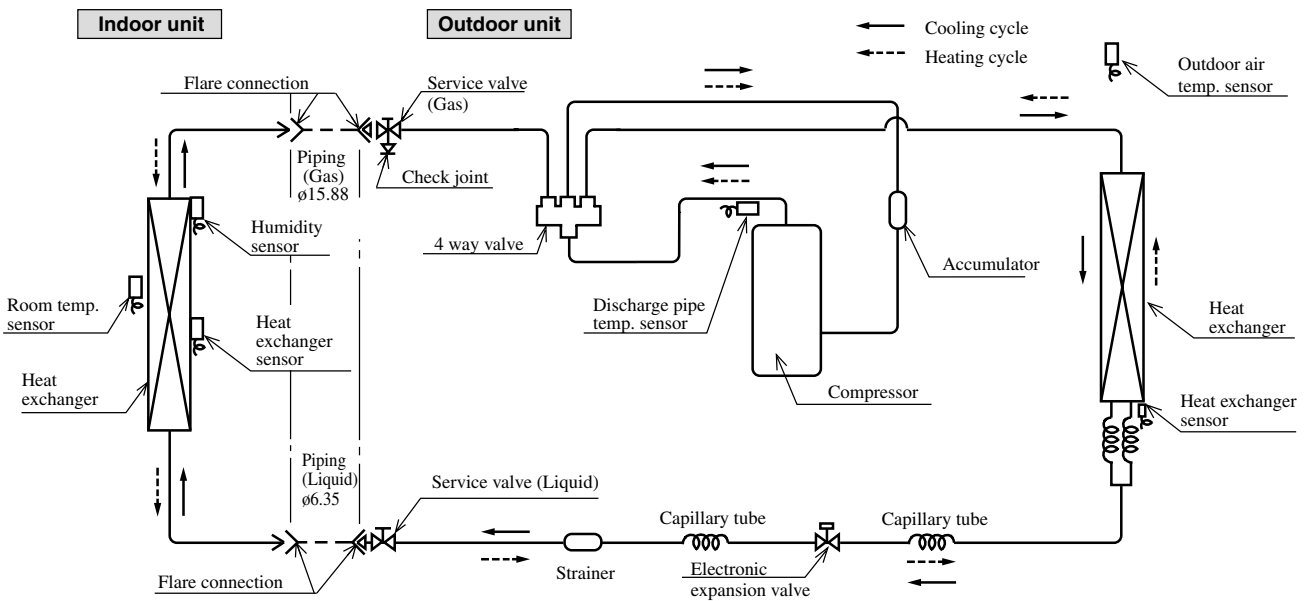 Indoor unit
Outdoor unit
Cooling cycle
Heating cycle
Outdoor air
temp. sensor
Flare connection
Service valve
(Gas)
Piping
(Gas)
ø15.88
Check joint
Humidity
sensor
4 way valve
Accumulator
Room temp.
sensor
Heat
exchanger
sensor
Discharge pipe
temp. sensor
Heat
exchanger
Heat
exchanger
Compressor
Heat exchanger
sensor
Piping
(Liquid)
ø6.35
Service valve (Liquid)
Capillary tube
Capillary tube
Flare connection
Strainer
Electronic
expansion valve